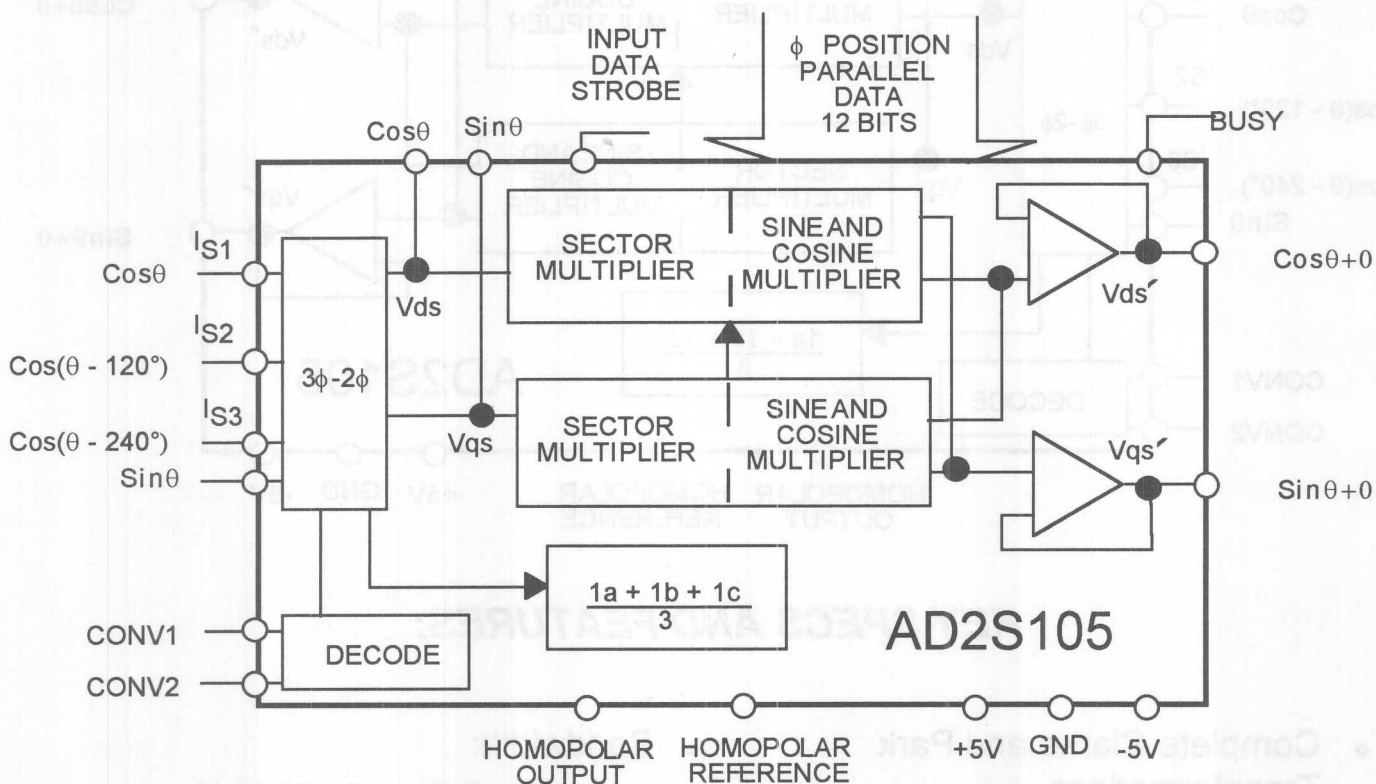 INPUT
DATA
STROBE
ϕ POSITION
PARALLEL
DATA
12 BITS
Cosθ
Sinθ
BUSY
IS1
Cosθ
IS2
Cos(θ - 120°)
IS3
Cos(θ - 240°)
Sinθ
3ϕ-2ϕ
Vds
Vqs
SECTOR
MULTIPLIER
SINE AND
COSINE
MULTIPLIER
SECTOR
MULTIPLIER
SINE AND
COSINE
MULTIPLIER
Vds′
Cosθ+0
Vqs′
Sinθ+0
1a + 1b + 1c
3
AD2S105
CONV1
CONV2
DECODE
HOMOPOLAR
OUTPUT
HOMOPOLAR
REFERENCE
+5V
GND
-5V